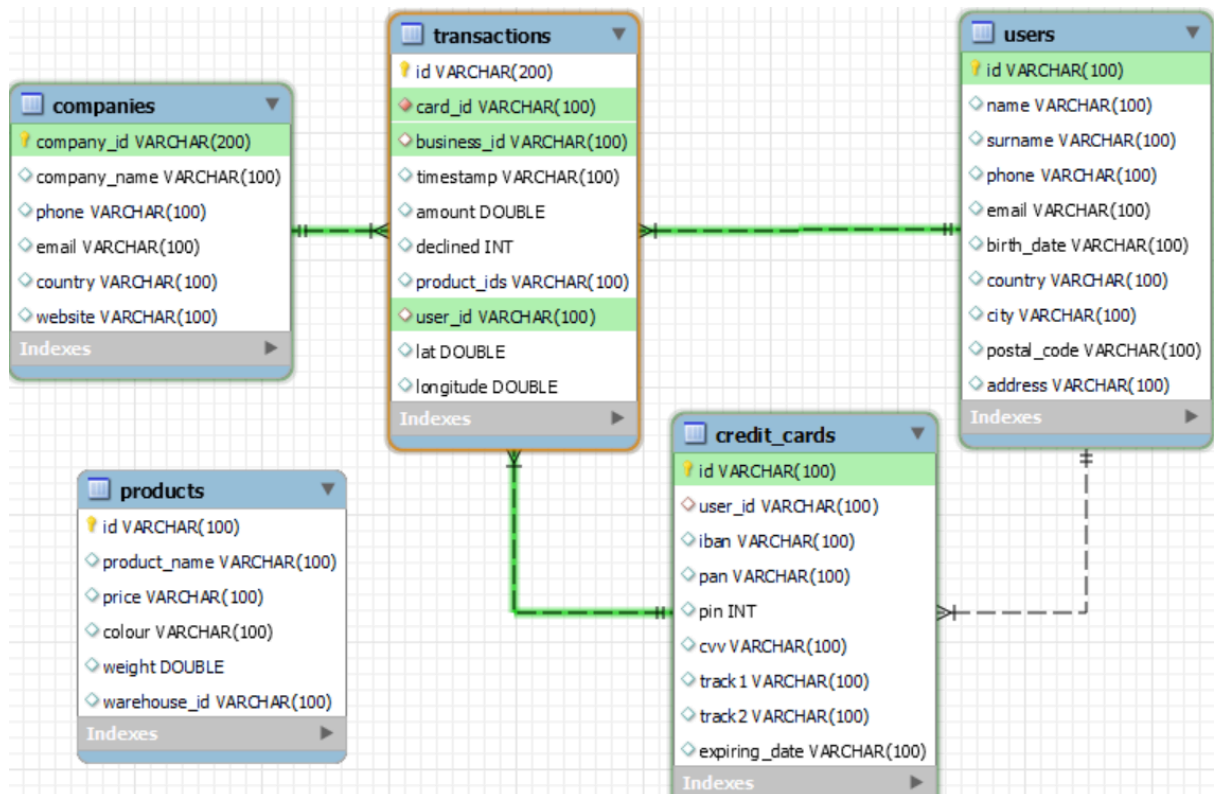 companies
company_id VARCHAR(200)
company_name VARCHAR(100)
phone VARCHAR(100)
email VARCHAR(100)
country VARCHAR(100)
website VARCHAR(100)
Indexes
transactions
id VARCHAR(200)
card_id VARCHAR(100)
business_id VARCHAR(100)
timestamp VARCHAR(100)
amount DOUBLE
declined INT
product_ids VARCHAR(100)
user_id VARCHAR(100)
lat DOUBLE
longitude DOUBLE
Indexes
users
id VARCHAR(100)
name VARCHAR(100)
surname VARCHAR(100)
phone VARCHAR(100)
email VARCHAR(100)
birth_date VARCHAR(100)
country VARCHAR(100)
city VARCHAR(100)
postal_code VARCHAR(100)
address VARCHAR(100)
Indexes
products
id VARCHAR(100)
product_name VARCHAR(100)
price VARCHAR(100)
colour VARCHAR(100)
weight DOUBLE
warehouse_id VARCHAR(100)
Indexes
credit_cards
id VARCHAR(100)
user_id VARCHAR(100)
iban VARCHAR(100)
pan VARCHAR(100)
pin INT
cvv VARCHAR(100)
track1 VARCHAR(100)
track2 VARCHAR(100)
expiring_date VARCHAR(100)
Indexes